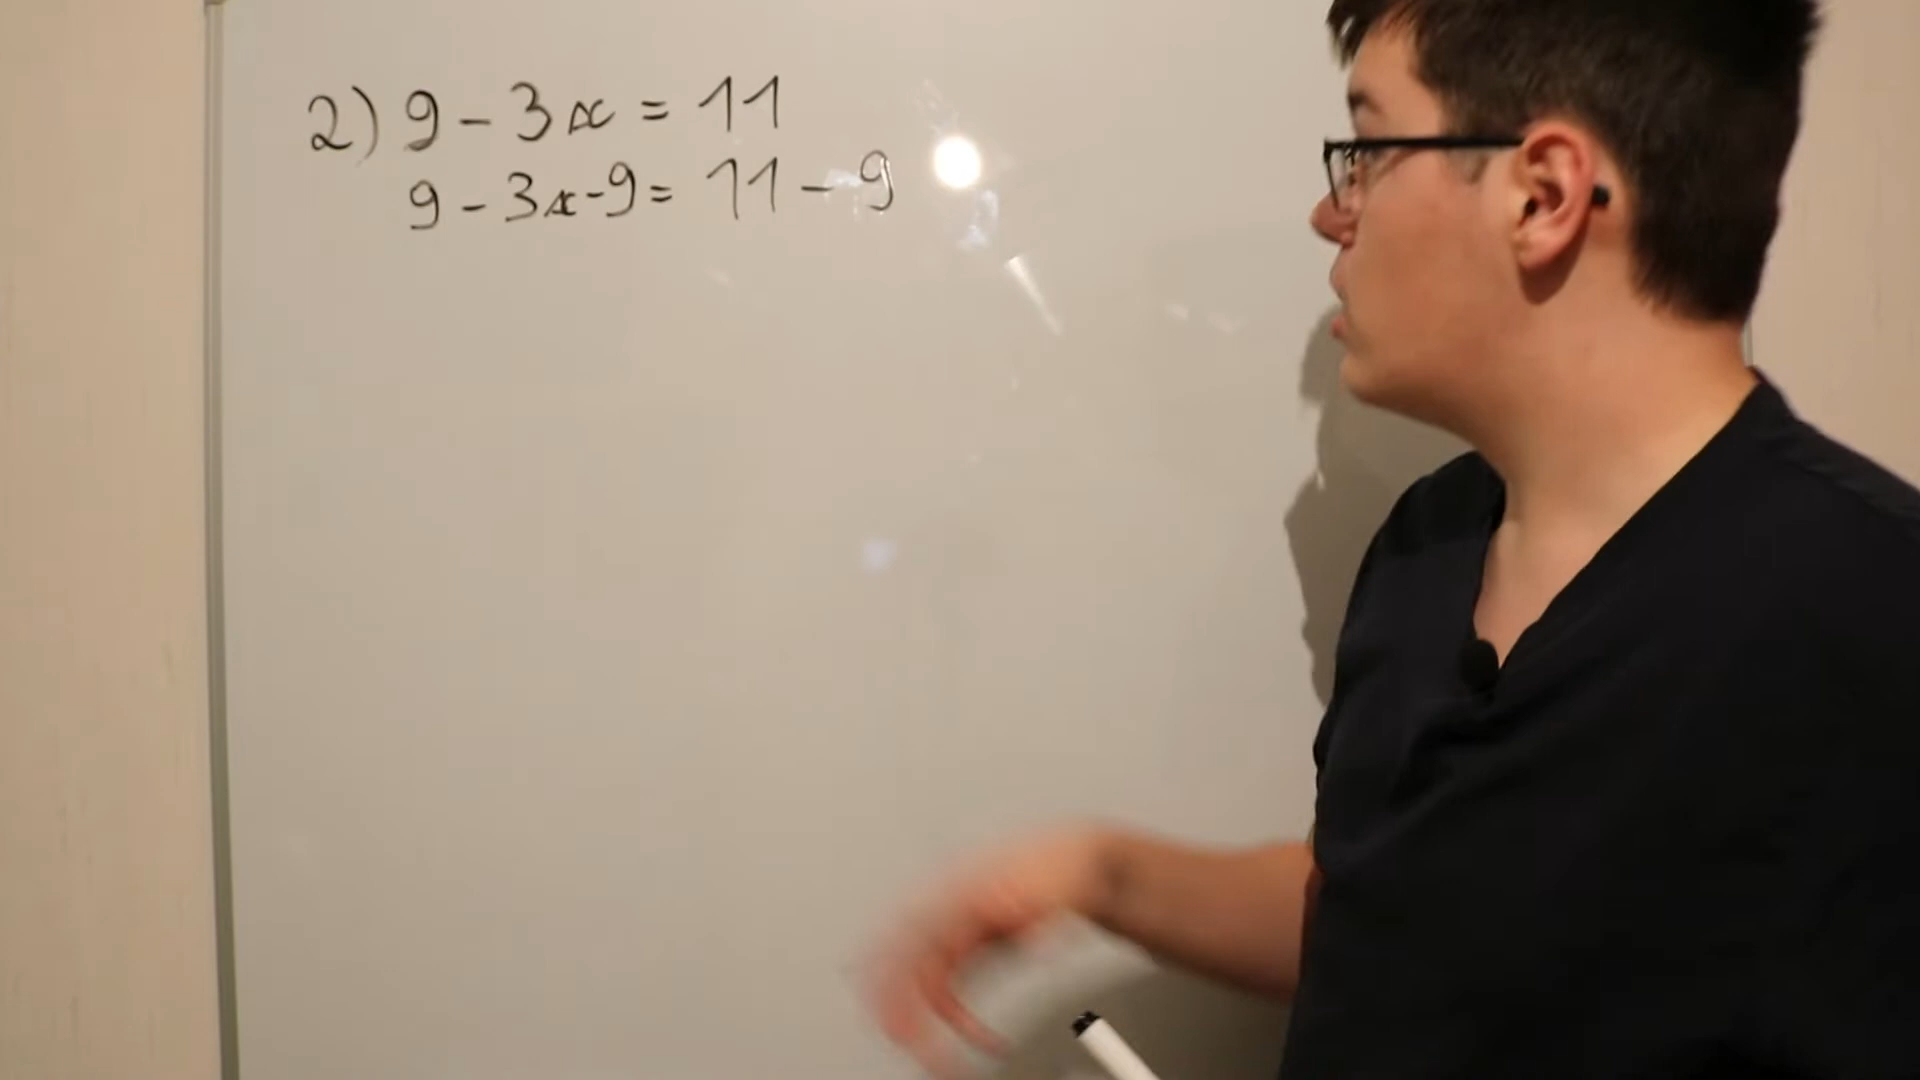 2) 9 - 3x = 11
9 - 3x - 9 = 11 - 9